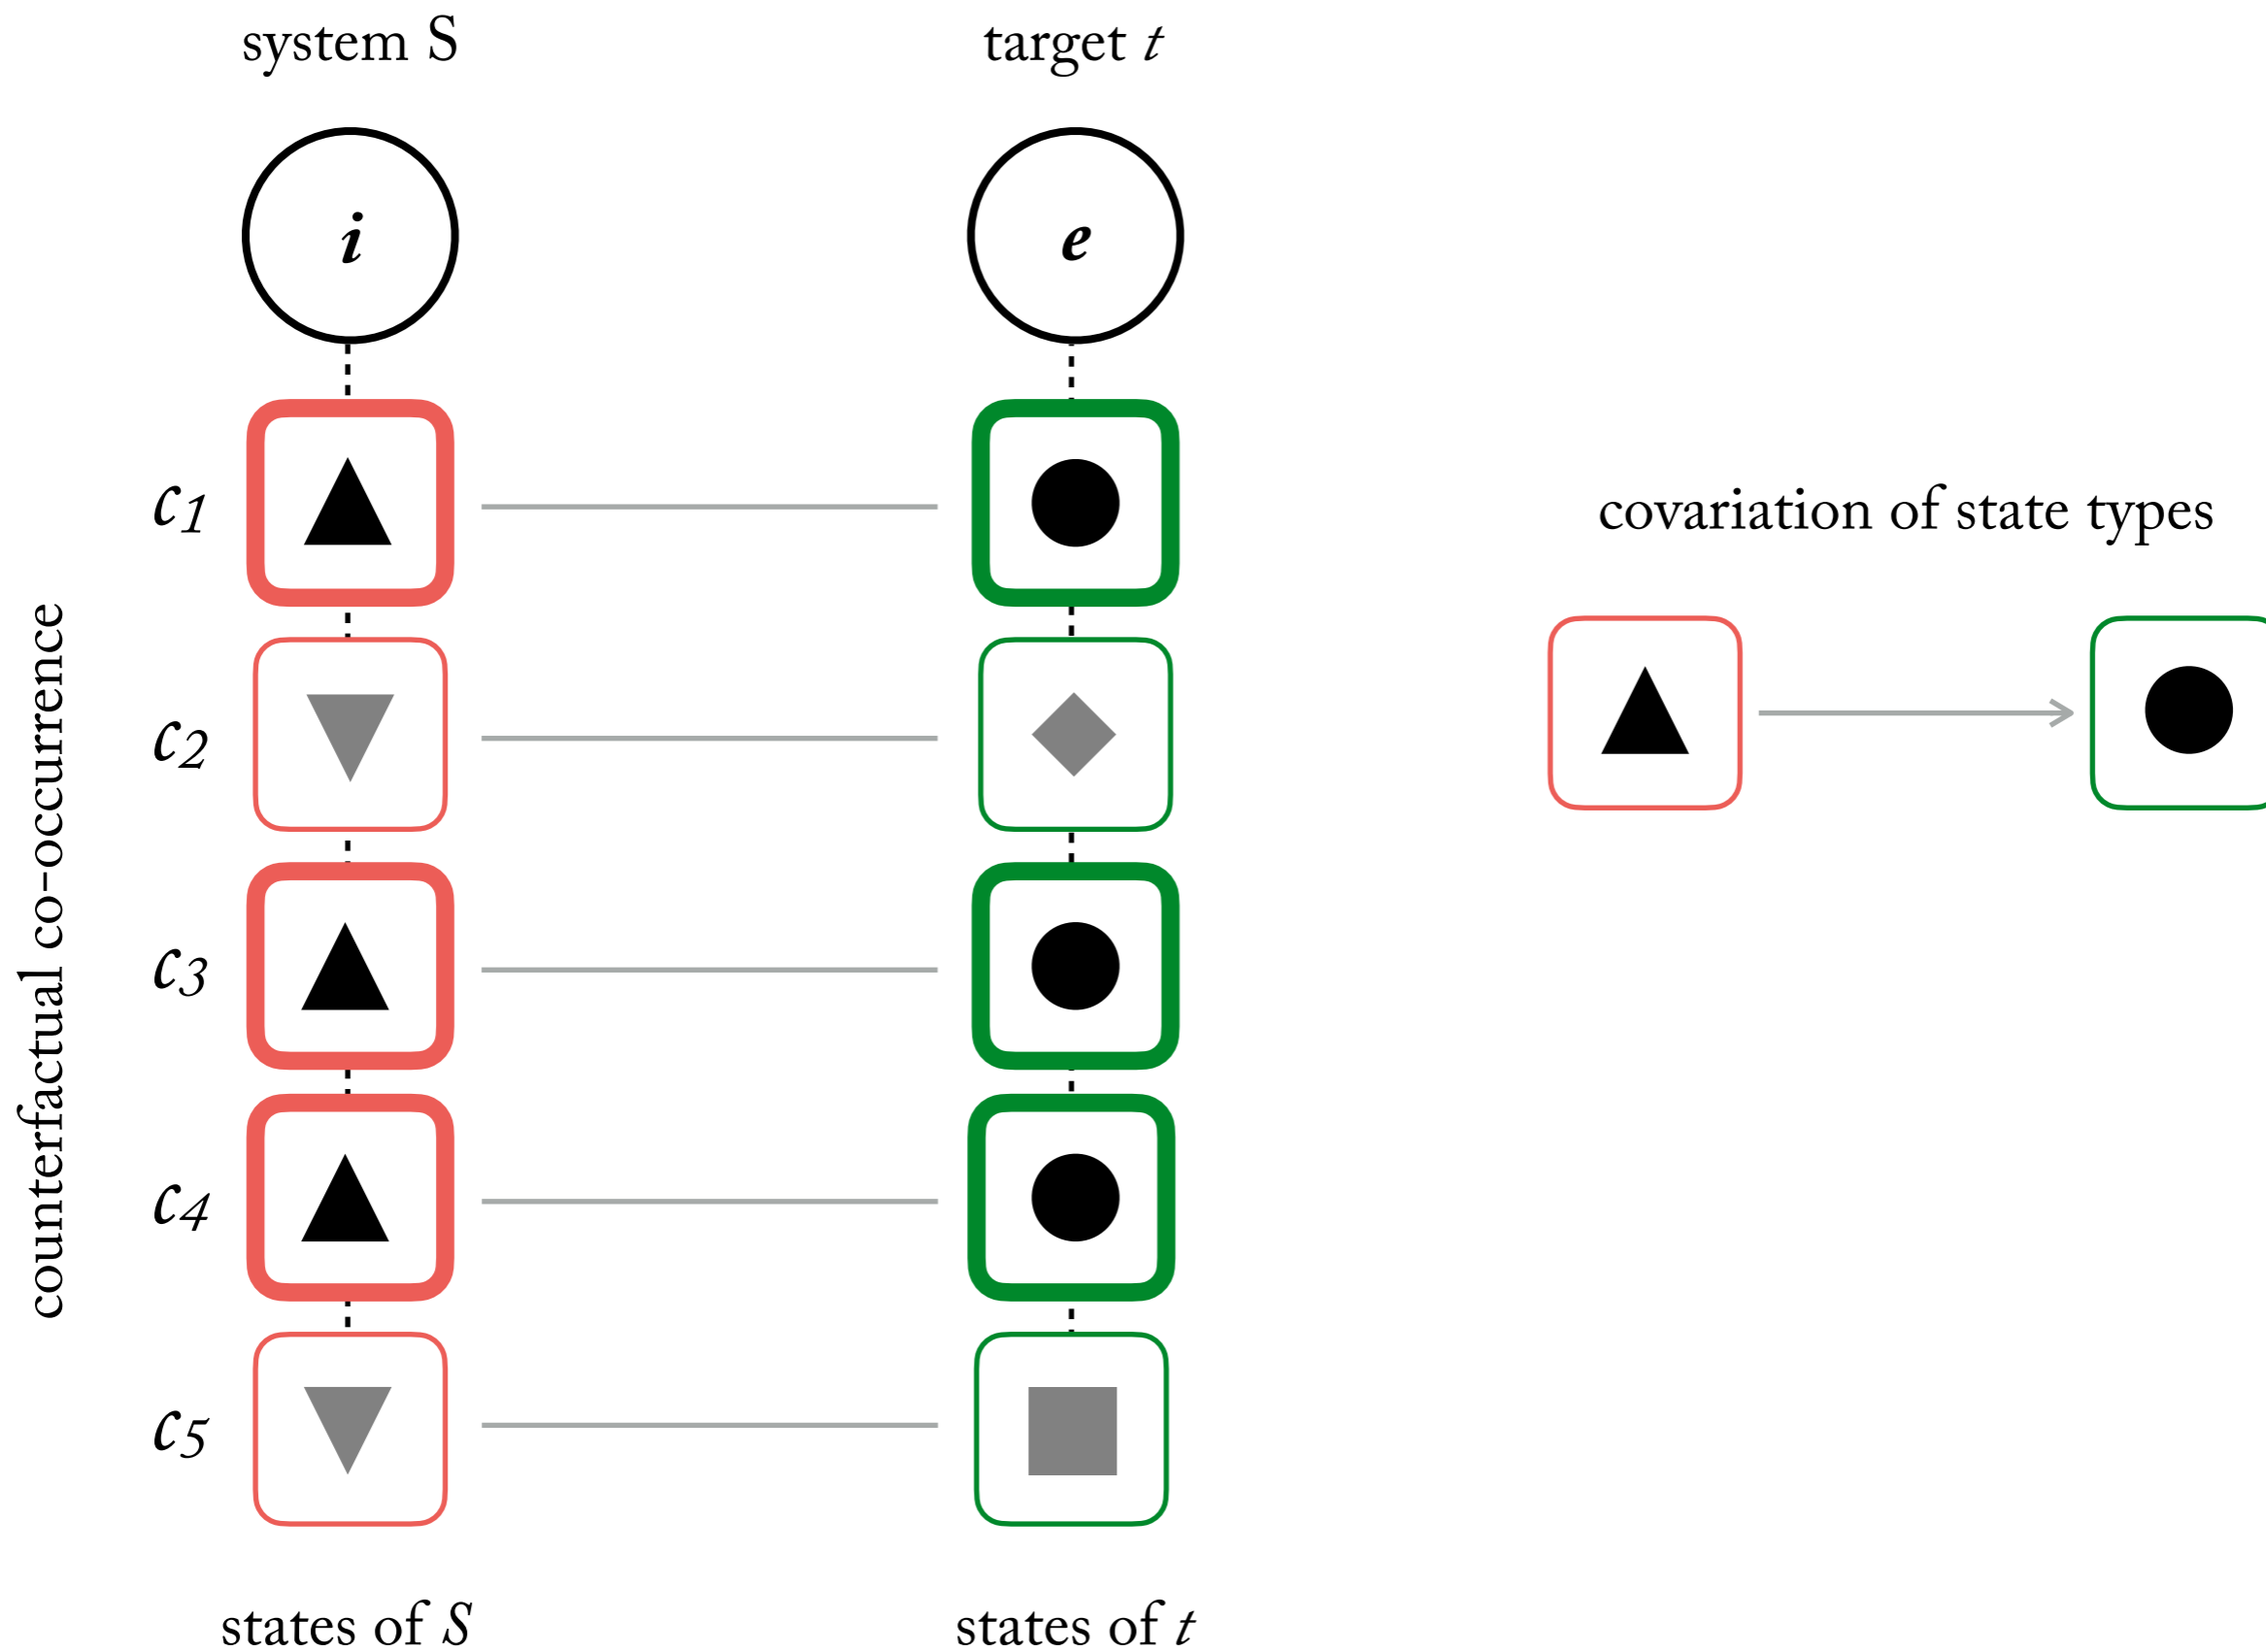 system S
target t
i
e
c1
covariation of state types
c2
counterfactual co-occurrence
c3
c4
c5
states of S
states of t